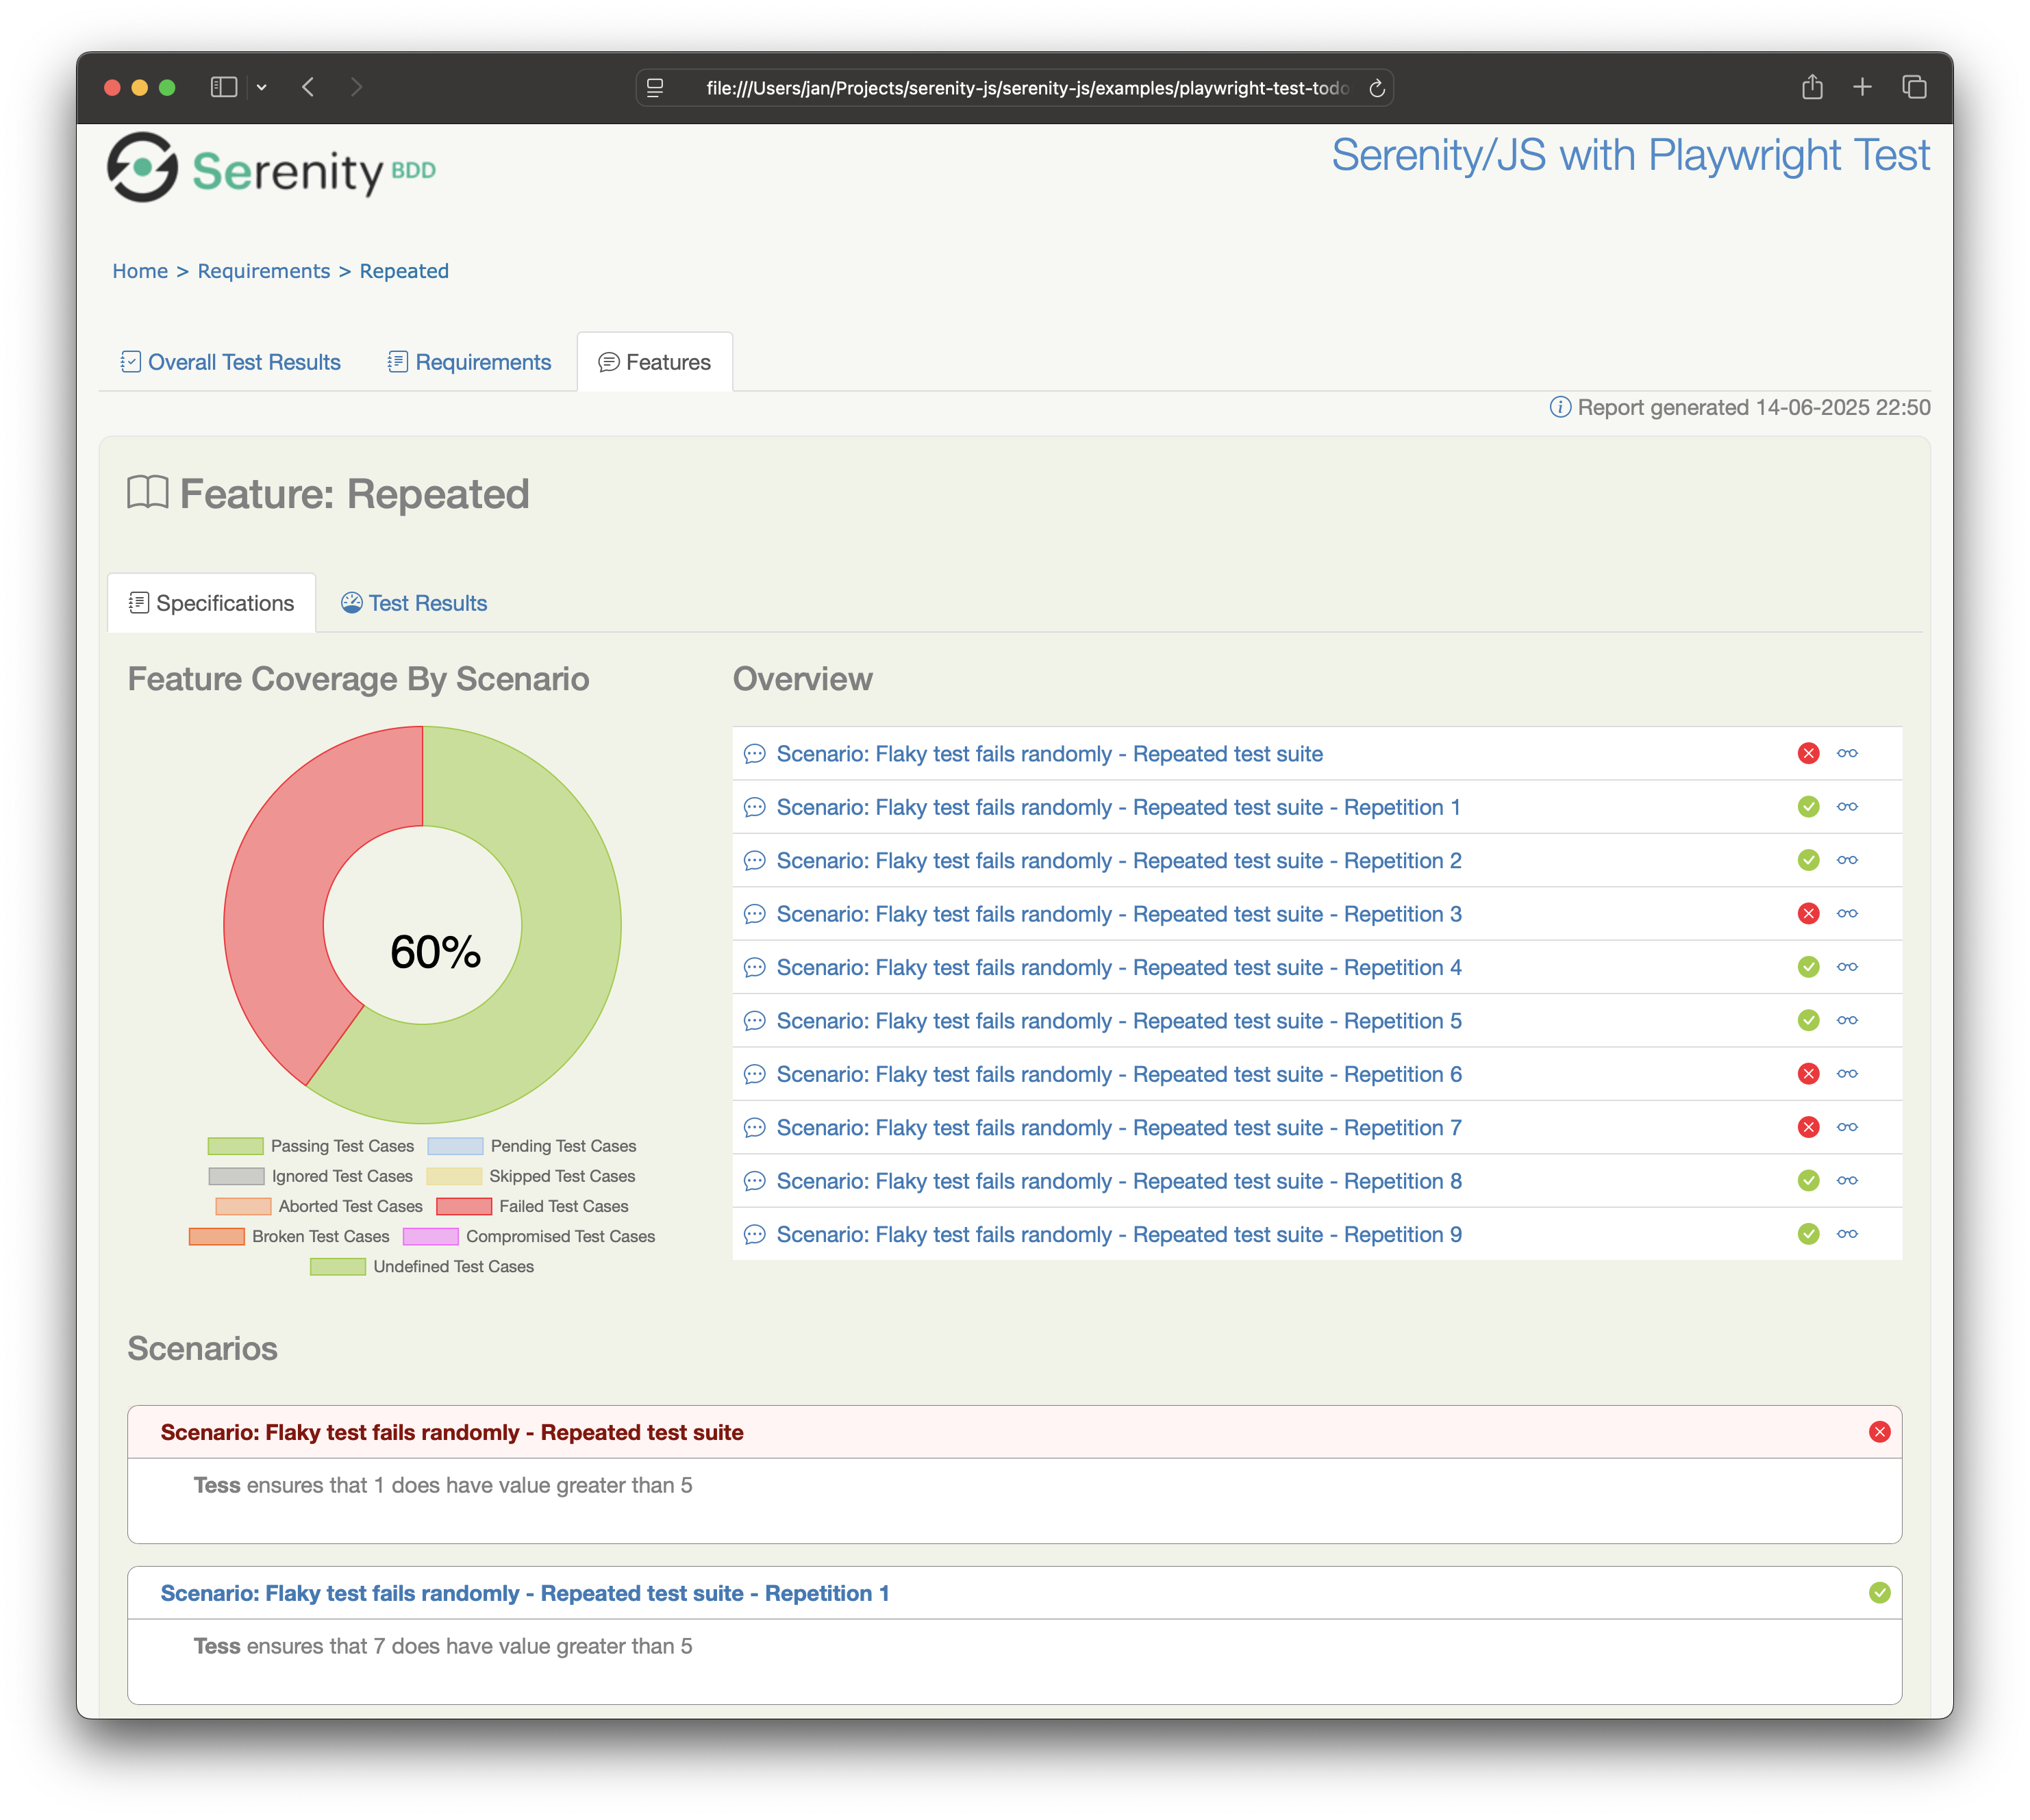 file:///Users/jan/Projects/serenity-js/serenity-js/examples/playwright-test-todo
Serenity BDD
Serenity/JS with Playwright Test
Home > Requirements > Repeated
Overall Test Results
Requirements
Features
Report generated 14-06-2025 22:50
Feature: Repeated
Specifications
Test Results
Feature Coverage By Scenario
60%
Passing Test Cases
Pending Test Cases
Ignored Test Cases
Skipped Test Cases
Aborted Test Cases
Failed Test Cases
Broken Test Cases
Compromised Test Cases
Undefined Test Cases
Overview
Scenario: Flaky test fails randomly - Repeated test suite
Scenario: Flaky test fails randomly - Repeated test suite - Repetition 1
Scenario: Flaky test fails randomly - Repeated test suite - Repetition 2
Scenario: Flaky test fails randomly - Repeated test suite - Repetition 3
Scenario: Flaky test fails randomly - Repeated test suite - Repetition 4
Scenario: Flaky test fails randomly - Repeated test suite - Repetition 5
Scenario: Flaky test fails randomly - Repeated test suite - Repetition 6
Scenario: Flaky test fails randomly - Repeated test suite - Repetition 7
Scenario: Flaky test fails randomly - Repeated test suite - Repetition 8
Scenario: Flaky test fails randomly - Repeated test suite - Repetition 9
Scenarios
Scenario: Flaky test fails randomly - Repeated test suite
Tess ensures that 1 does have value greater than 5
Scenario: Flaky test fails randomly - Repeated test suite - Repetition 1
Tess ensures that 7 does have value greater than 5